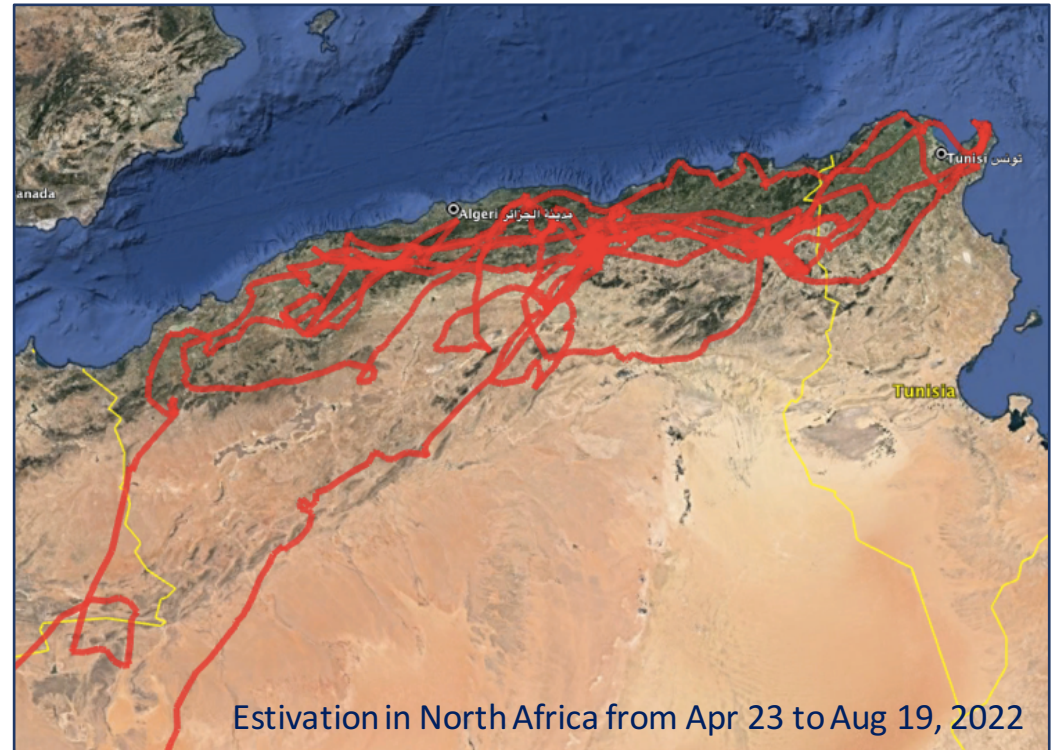 anada
Algeri مدينة الجزائر
Tunisi تونس
Tunisia
Estivation in North Africa from Apr 23 to Aug 19, 2022